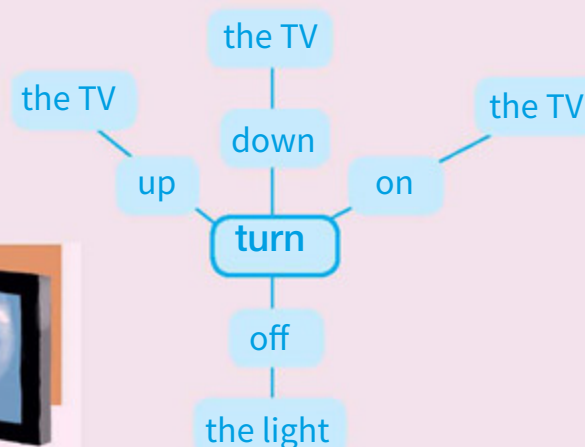 the TV
the TV
the TV
down
up
on
turn
off
the light